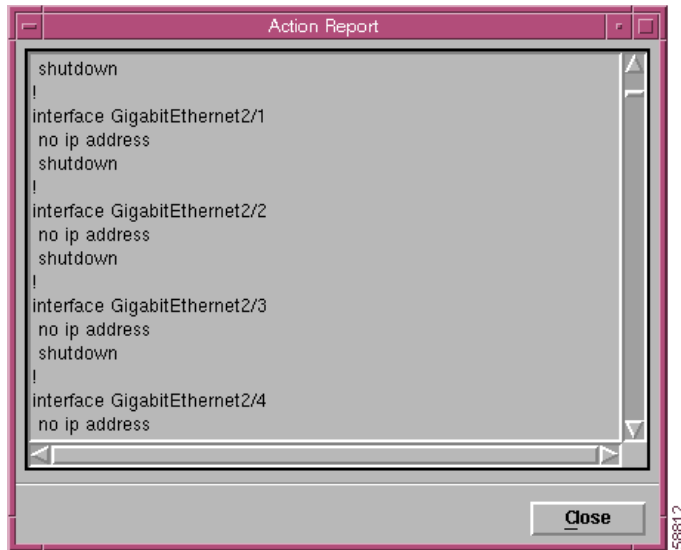 Action Report
shutdown
!
interface GigabitEthernet2/1
no ip address
shutdown
!
interface GigabitEthernet2/2
no ip address
shutdown
!
interface GigabitEthernet2/3
no ip address
shutdown
!
interface GigabitEthernet2/4
no ip address
Close
58812